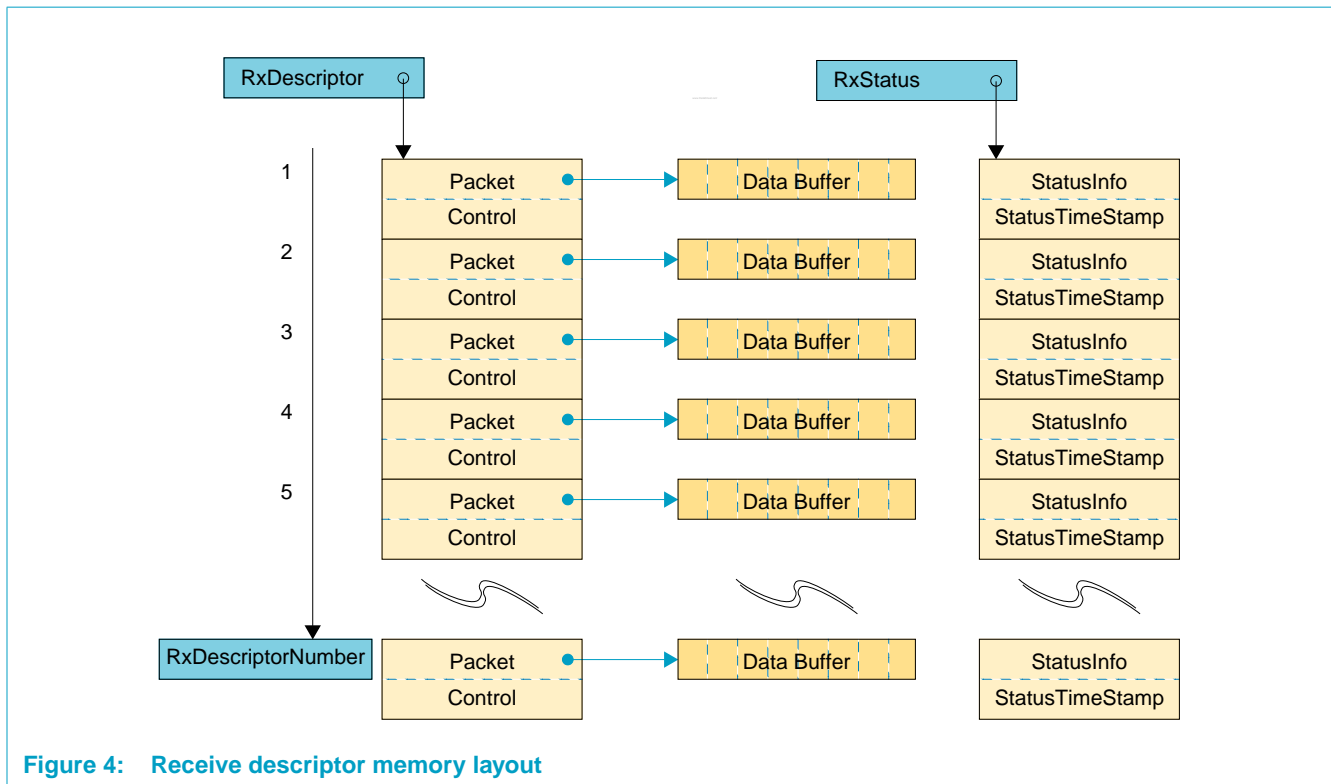 RxDescriptor
RxStatus
1
Packet
Data Buffer
StatusInfo
Control
StatusTimeStamp
2
Packet
Data Buffer
StatusInfo
Control
StatusTimeStamp
3
Packet
Data Buffer
StatusInfo
Control
StatusTimeStamp
4
Packet
Data Buffer
StatusInfo
Control
StatusTimeStamp
5
Packet
Data Buffer
StatusInfo
Control
StatusTimeStamp
RxDescriptorNumber
Packet
Data Buffer
StatusInfo
Control
StatusTimeStamp
Figure 4: Receive descriptor memory layout